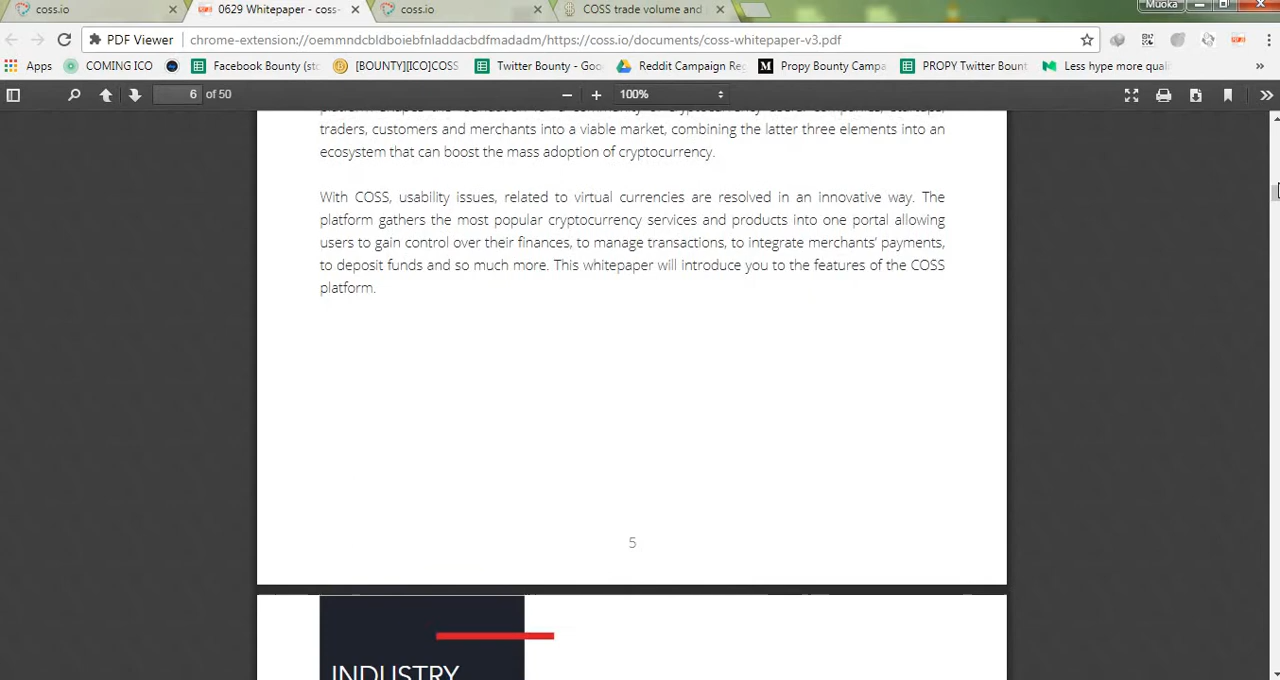 coss.io
0629 Whitepaper - coss-
coss.io
COSS trade volume and
Muoka
PDF Viewer
chrome-extension://oemmndcbldboiebfnladdacbdfmadadm/https://coss.io/documents/coss-whitepaper-v3.pdf
Apps
COMING ICO
Facebook Bounty (sto
[BOUNTY][ICO]COSS
Twitter Bounty - Goo
Reddit Campaign Reg
Propy Bounty Campa
PROPY Twitter Bount
Less hype more quali
6 of 50
100%
traders, customers and merchants into a viable market, combining the latter three elements into an
ecosystem that can boost the mass adoption of cryptocurrency.
With COSS, usability issues, related to virtual currencies are resolved in an innovative way. The
platform gathers the most popular cryptocurrency services and products into one portal allowing
users to gain control over their finances, to manage transactions, to integrate merchants' payments,
to deposit funds and so much more. This whitepaper will introduce you to the features of the COSS
platform.
5
INDUSTRY